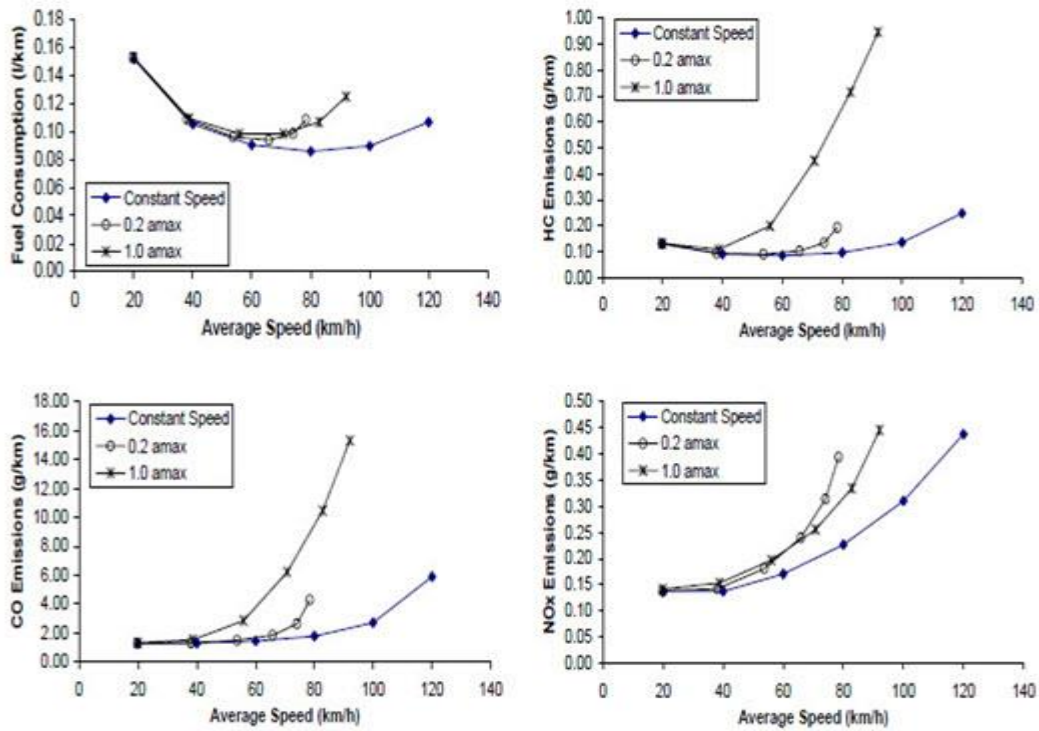 Fuel Consumption (l/km)
0.18
0.16
0.14
0.12
0.10
0.08
0.06
0.04
0.02
0.00
Constant Speed
0.2 amax
1.0 amax
0 20 40 60 80 100 120 140
Average Speed (km/h)
HC Emissions (g/km)
1.00
0.90
0.80
0.70
0.60
0.50
0.40
0.30
0.20
0.10
0.00
Constant Speed
0.2 amax
1.0 amax
0 20 40 60 80 100 120 140
Average Speed (km/h)
CO Emissions (g/km)
18.00
16.00
14.00
12.00
10.00
8.00
6.00
4.00
2.00
0.00
Constant Speed
0.2 amax
1.0 amax
0 20 40 60 80 100 120 140
Average Speed (km/h)
NOx Emissions (g/km)
0.50
0.45
0.40
0.35
0.30
0.25
0.20
0.15
0.10
0.05
0.00
Constant Speed
0.2 amax
1.0 amax
0 20 40 60 80 100 120 140
Average Speed (km/h)